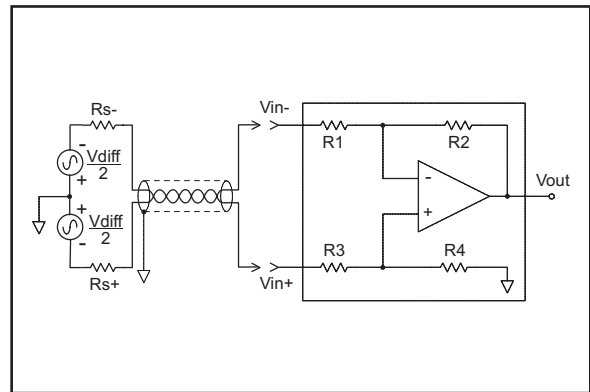 Rs-
Vin-
R1
R2
-
Vdiff
2
+
-
+
Vout
+
Vdiff
2
-
R3
R4
Rs+
Vin+